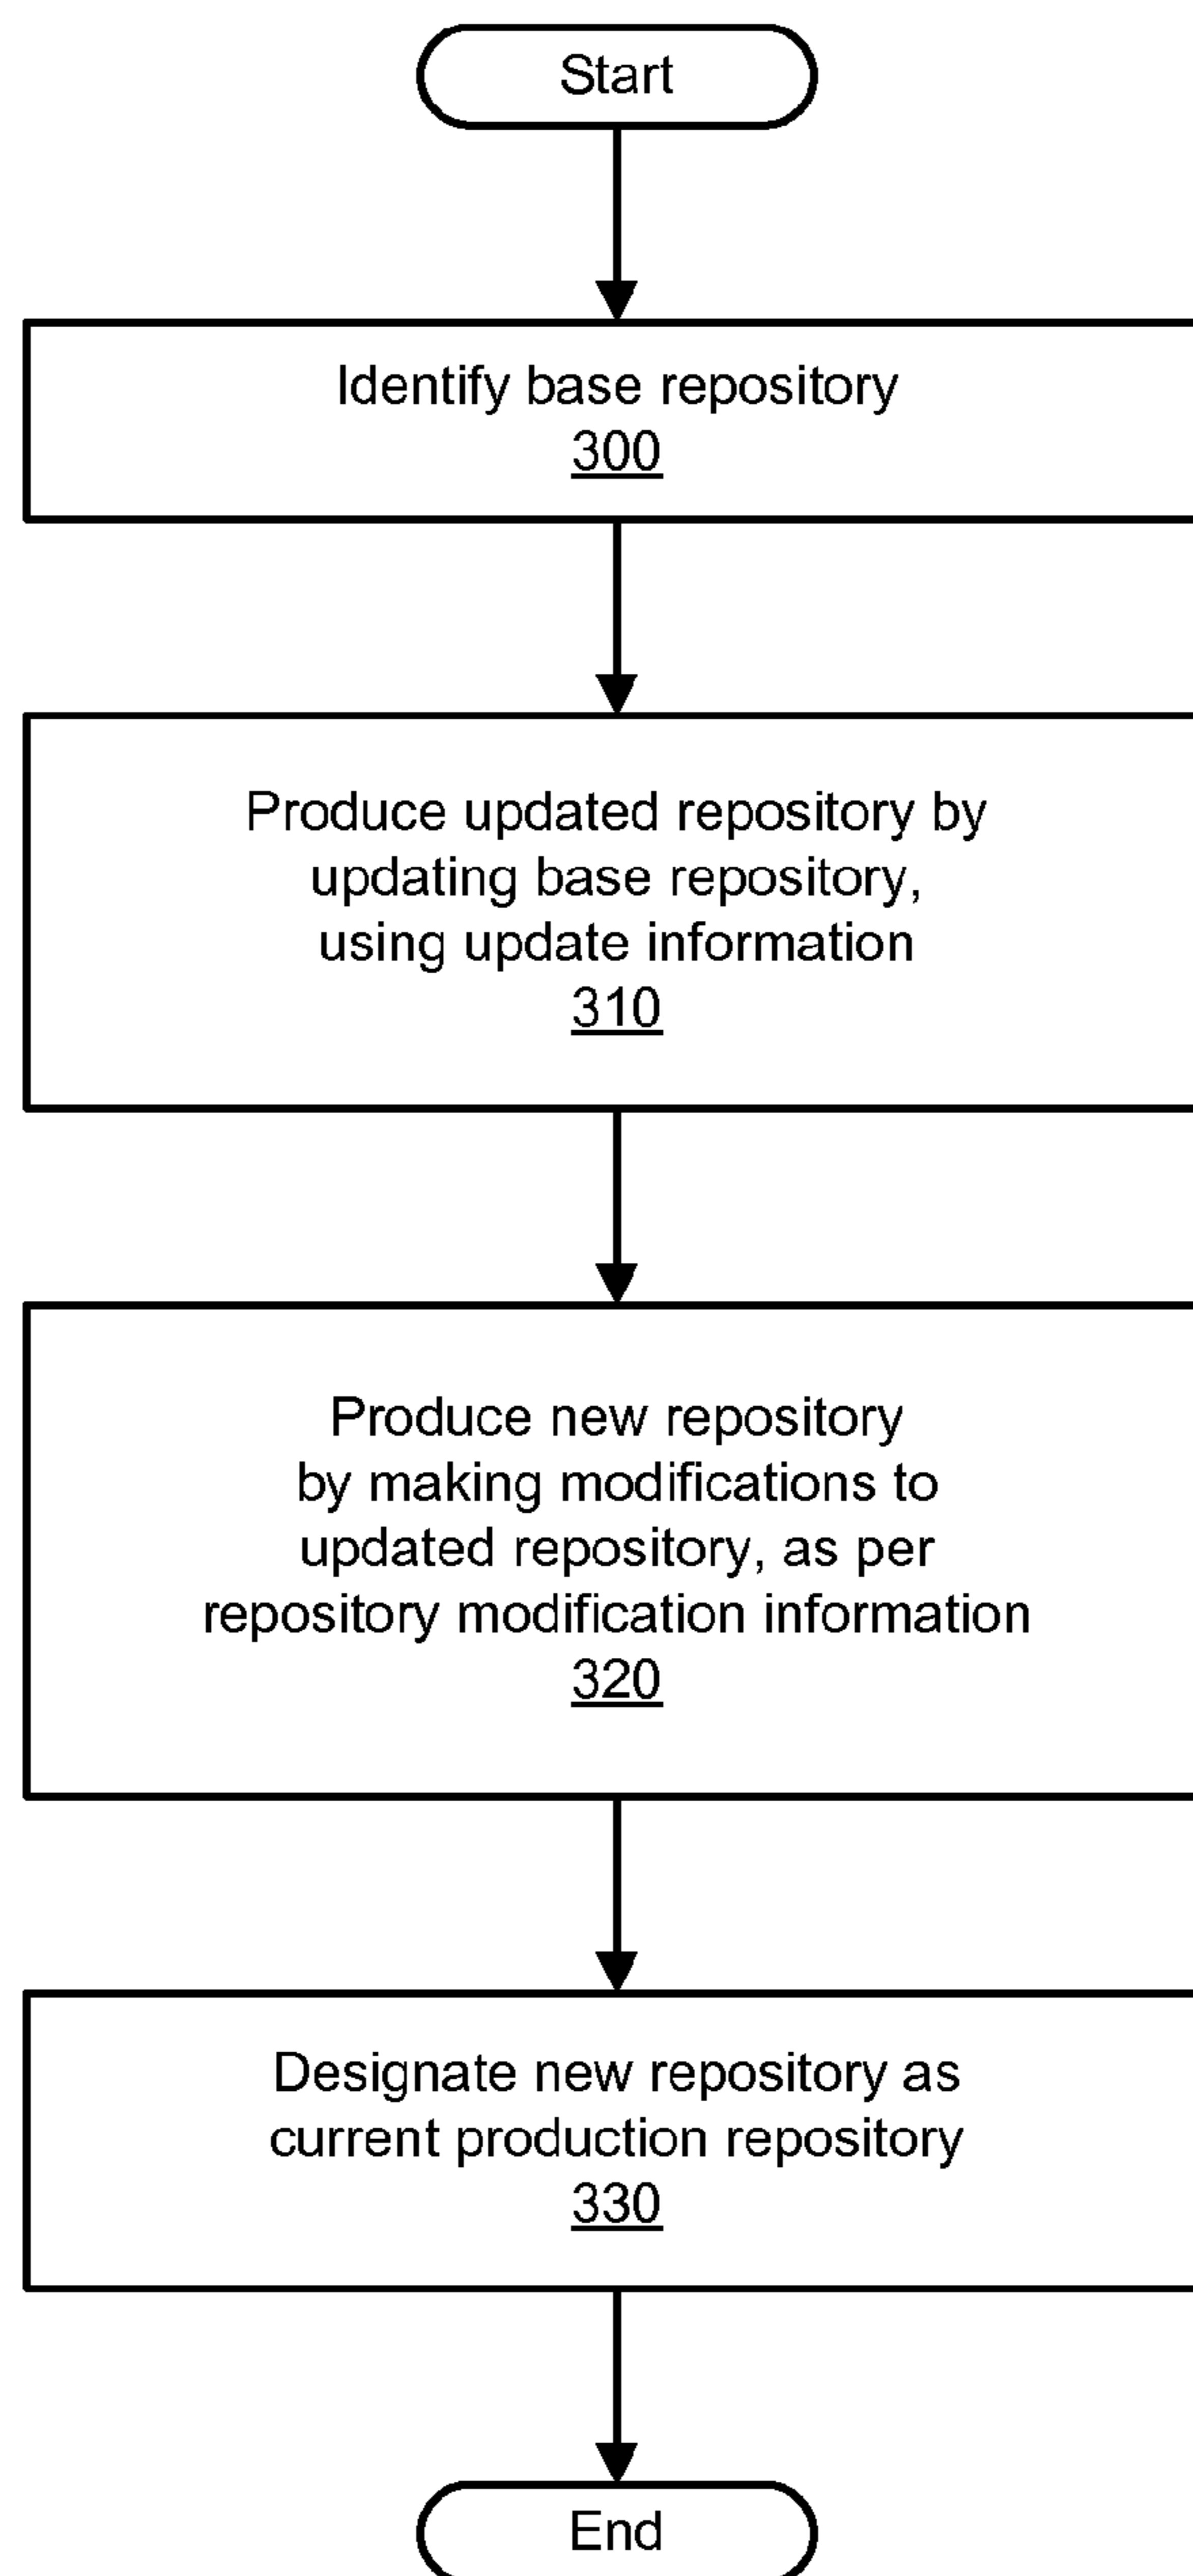 Start
Identify base repository
300
Produce updated repository by
updating base repository,
using update information
310
Produce new repository
by making modifications to
updated repository, as per
repository modification information
320
Designate new repository as
current production repository
330
End